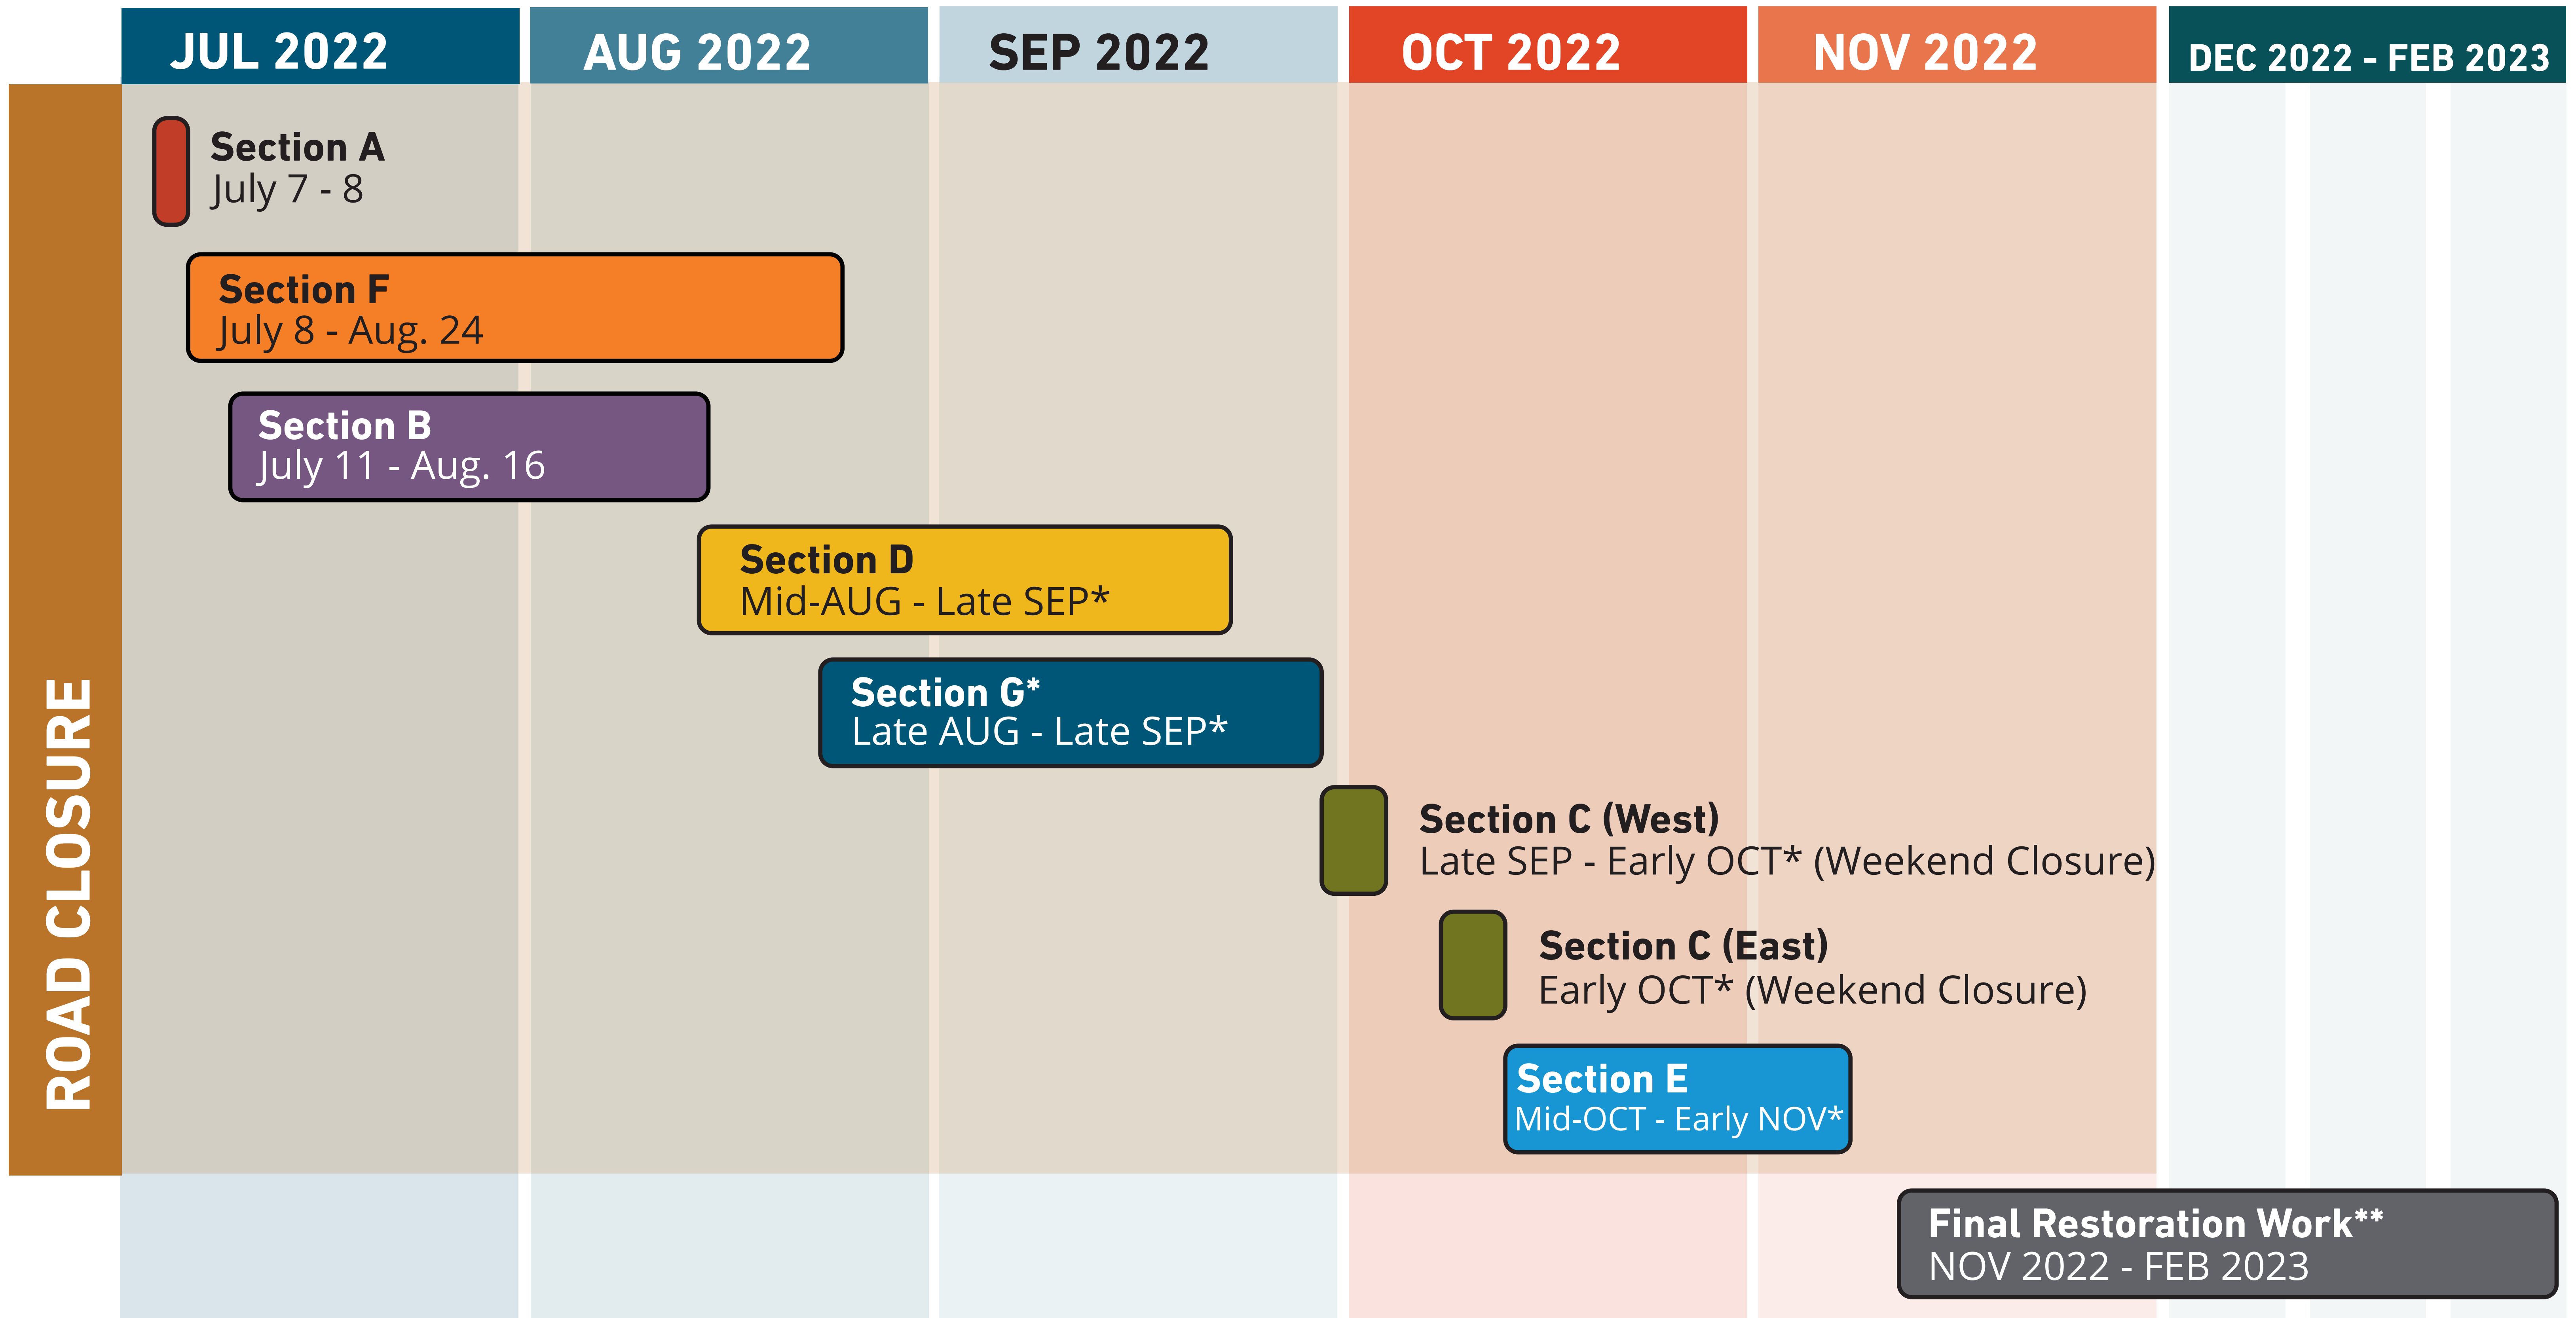 JUL 2022
AUG 2022
SEP 2022
OCT 2022
NOV 2022
DEC 2022 - FEB 2023
ROAD CLOSURE
Section A
July 7 - 8
Section F
July 8 - Aug. 24
Section B
July 11 - Aug. 16
Section D
Mid-AUG - Late SEP*
Section G*
Late AUG - Late SEP*
Section C (West)
Late SEP - Early OCT* (Weekend Closure)
Section C (East)
Early OCT* (Weekend Closure)
Section E
Mid-OCT - Early NOV*
Final Restoration Work**
NOV 2022 - FEB 2023